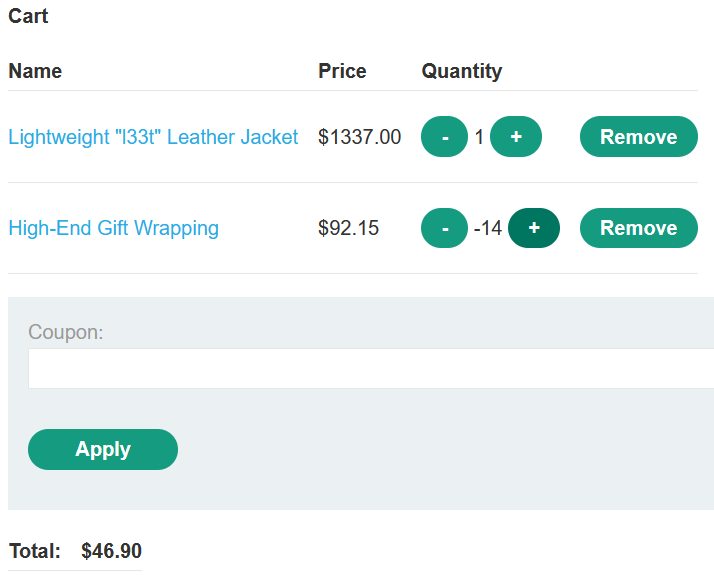 Cart
Name Price Quantity
Lightweight "l33t" Leather Jacket $1337.00 - 1 + Remove
High-End Gift Wrapping $92.15 - -14 + Remove
Coupon:
Apply
Total: $46.90